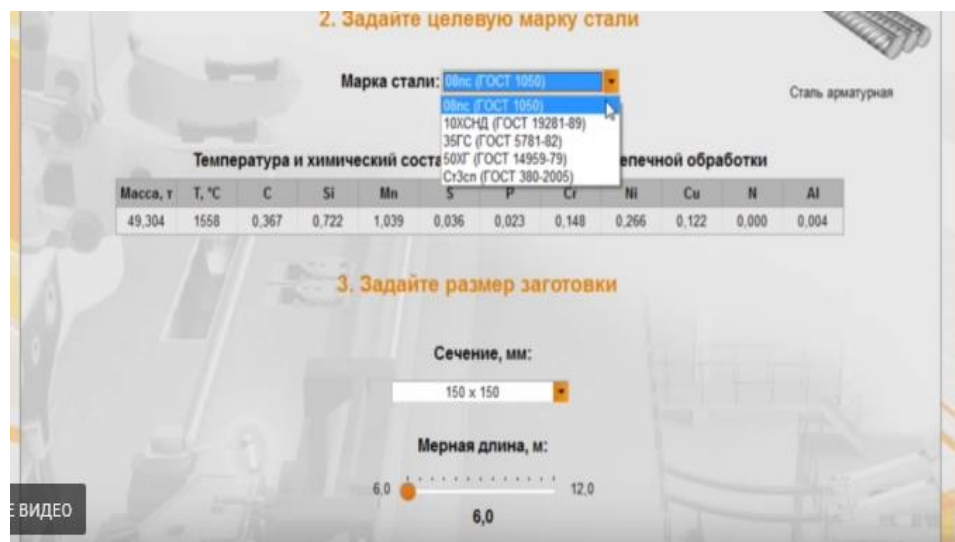 2. Задайте целевую марку стали
Марка стали: 08пс (ГОСТ 1050)
Сталь арматурная
08пс (ГОСТ 1050)
10ХСНД (ГОСТ 19281-89)
35ГС (ГОСТ 5781-82)
50ХГ (ГОСТ 14959-79)
Ст3сп (ГОСТ 380-2005)
Температура и химический соста епечной обработки
Масса, т T, °C C Si Mn S P Cr Ni Cu N Al
49,304 1558 0,367 0,722 1,039 0,036 0,023 0,148 0,266 0,122 0,000 0,004
3. Задайте размер заготовки
Сечение, мм:
150 x 150
Мерная длина, м:
6,0 12,0
6,0
Е ВИДЕО